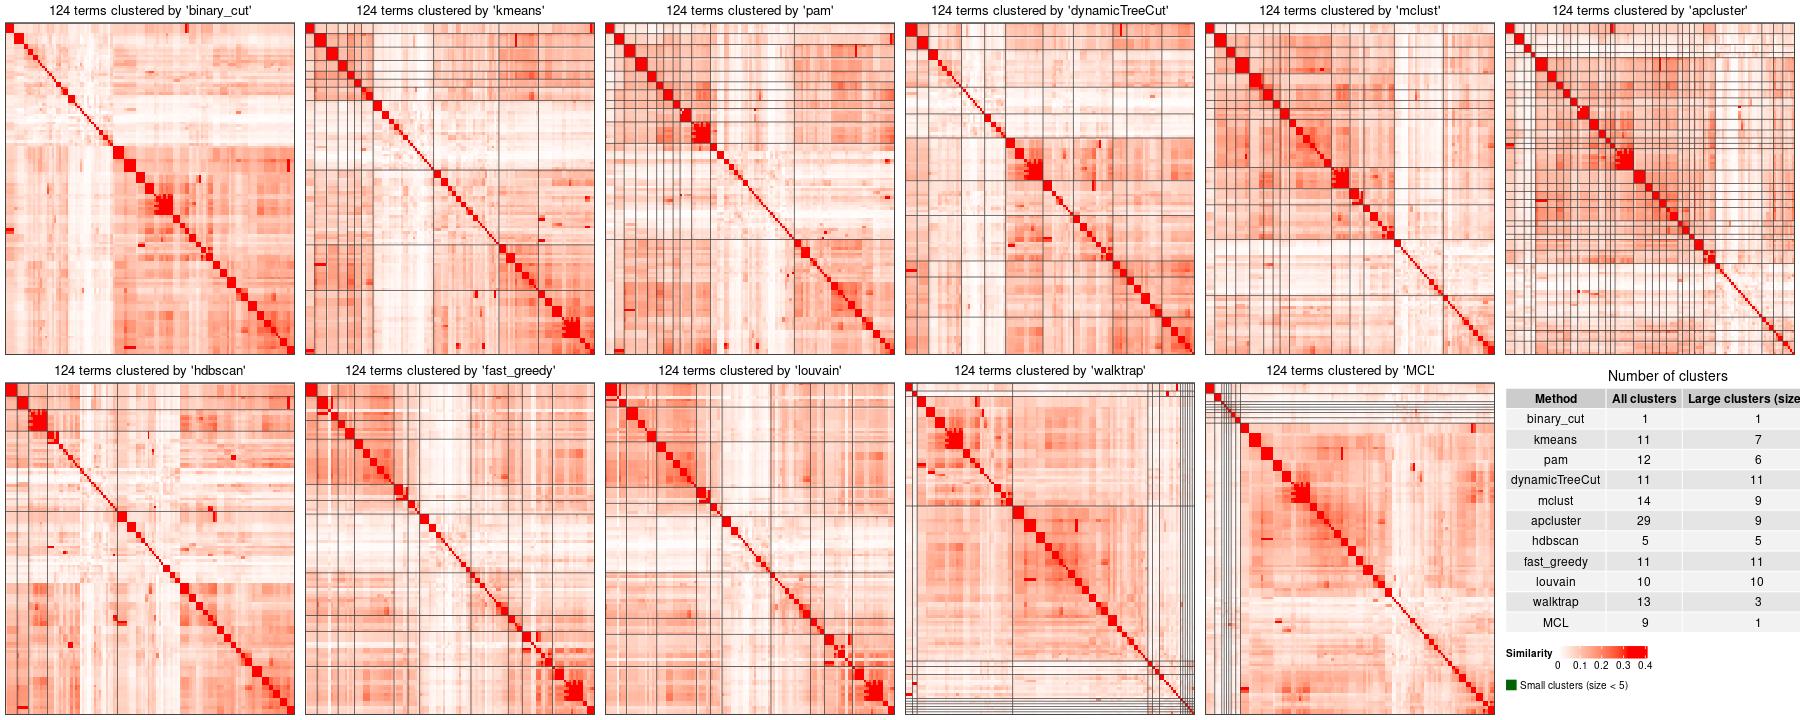 124 terms clustered by 'binary_cut'
124 terms clustered by 'kmeans'
124 terms clustered by 'pam'
124 terms clustered by 'dynamicTreeCut'
124 terms clustered by 'mclust'
124 terms clustered by 'apcluster'
124 terms clustered by 'hdbscan'
124 terms clustered by 'fast_greedy'
124 terms clustered by 'louvain'
124 terms clustered by 'walktrap'
124 terms clustered by 'MCL'
Number of clusters
Method All clusters Large clusters (size
binary_cut 1 1
kmeans 11 7
pam 12 6
dynamicTreeCut 11 11
mclust 14 9
apcluster 29 9
hdbscan 5 5
fast_greedy 11 11
louvain 10 10
walktrap 13 3
MCL 9 1
Similarity
0 0.1 0.2 0.3 0.4
Small clusters (size < 5)